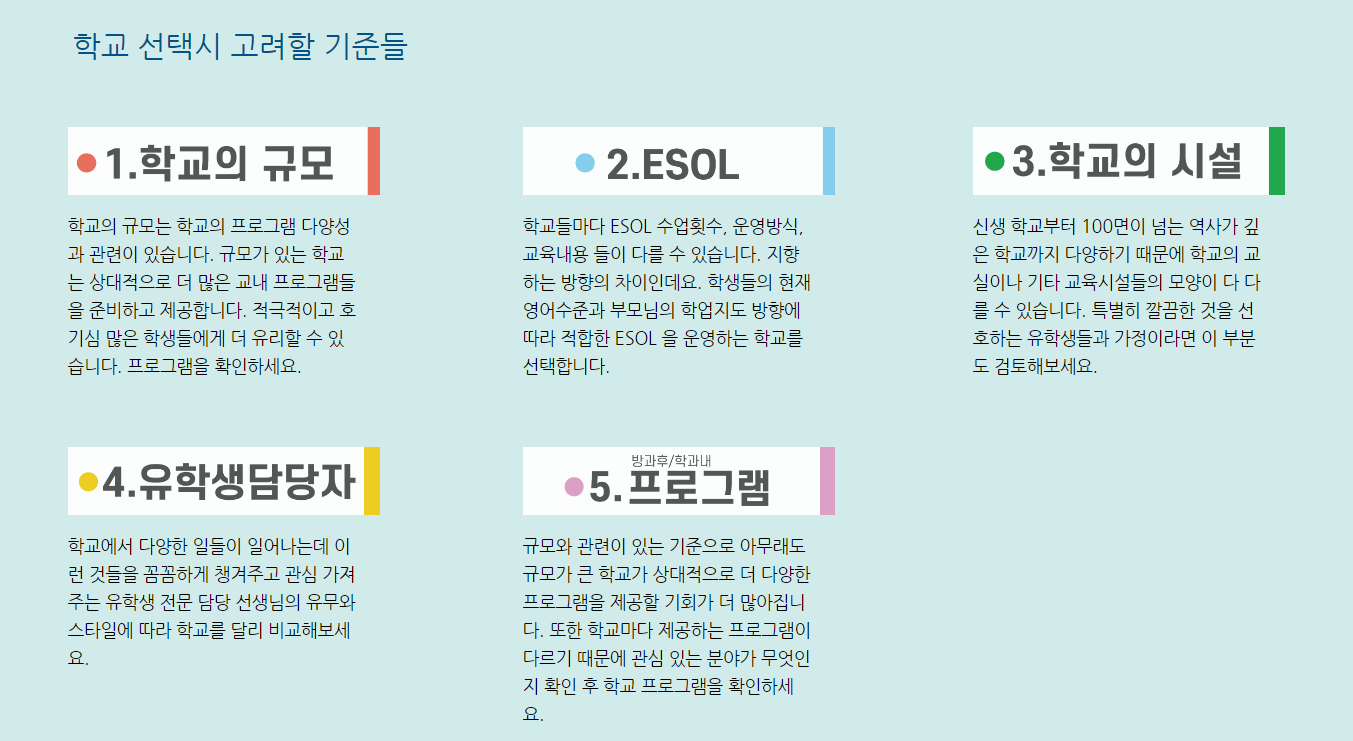 학교 선택시 고려할 기준들
1.학교의 규모
학교의 규모는 학교의 프로그램 다양성
과 관련이 있습니다. 규모가 있는 학교
는 상대적으로 더 많은 교내 프로그램들
을 준비하고 제공합니다. 적극적이고 호
기심 많은 학생들에게 더 유리할 수 있
습니다. 프로그램을 확인하세요.
2.ESOL
학교들마다 ESOL 수업횟수, 운영방식,
교육내용 들이 다를 수 있습니다. 지향
하는 방향의 차이인데요. 학생들의 현재
영어수준과 부모님의 학업지도 방향에
따라 적합한 ESOL 을 운영하는 학교를
선택합니다.
3.학교의 시설
신생 학교부터 100면이 넘는 역사가 깊
은 학교까지 다양하기 때문에 학교의 교
실이나 기타 교육시설들의 모양이 다 다
를 수 있습니다. 특별히 깔끔한 것을 선
호하는 유학생들과 가정이라면 이 부분
도 검토해보세요.
4.유학생담당자
학교에서 다양한 일들이 일어나는데 이
런 것들을 꼼꼼하게 챙겨주고 관심 가져
주는 유학생 전문 담당 선생님의 유무와
스타일에 따라 학교를 달리 비교해보세
요.
방과후/학과내
5.프로그램
규모와 관련이 있는 기준으로 아무래도
규모가 큰 학교가 상대적으로 더 다양한
프로그램을 제공할 기회가 더 많아집니
다. 또한 학교마다 제공하는 프로그램이
다르기 때문에 관심 있는 분야가 무엇인
지 확인 후 학교 프로그램을 확인하세
요.